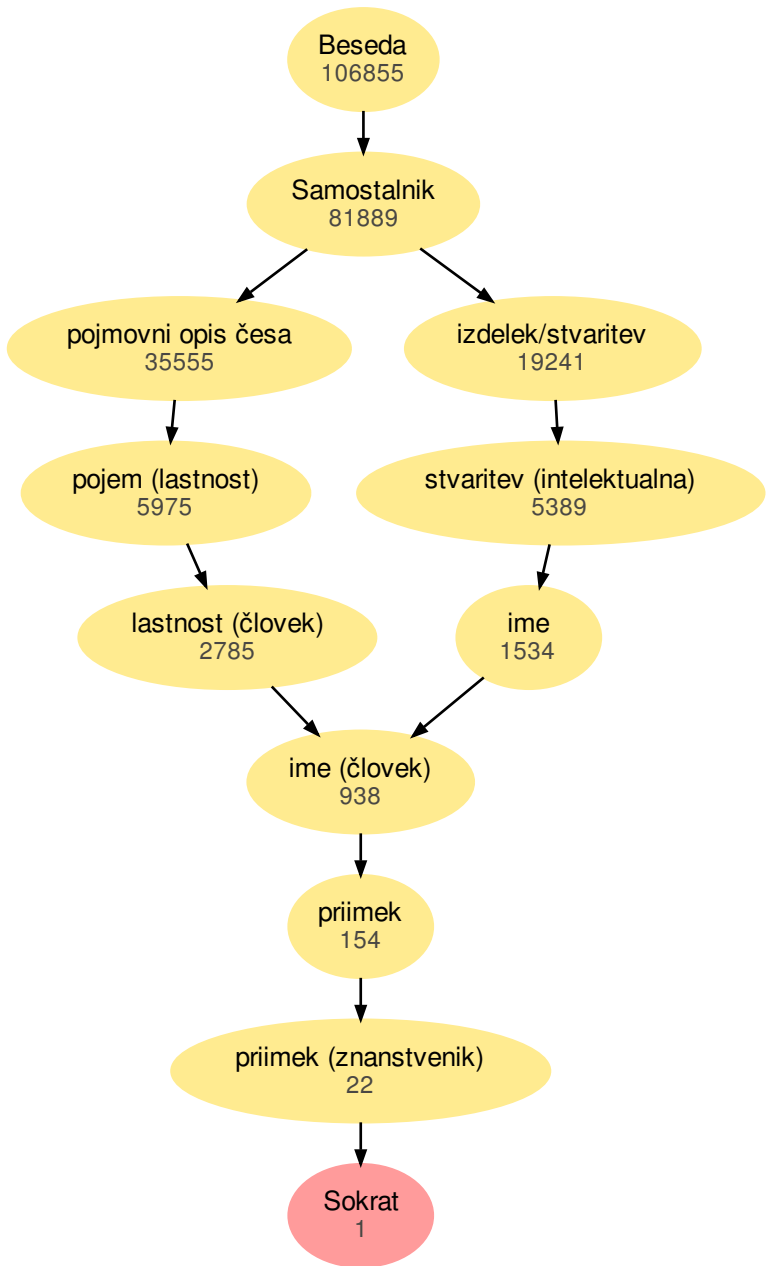 Beseda
106855
Samostalnik
81889
pojmovni opis česa
35555
izdelek/stvaritev
19241
pojem (lastnost)
5975
stvaritev (intelektualna)
5389
lastnost (človek)
2785
ime
1534
ime (človek)
938
priimek
154
priimek (znanstvenik)
22
Sokrat
1